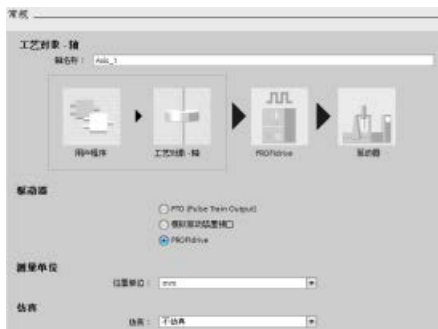 常规
工艺对象 - 轴
轴名称： Axis_1
用户程序
工艺对象 - 轴
PROFIdrive
驱动器
驱动器
PTO (Pulse Train Output)
模拟驱动装置接口
PROFIdrive
测量单位
位置单位： mm
仿真
仿真： 不仿真